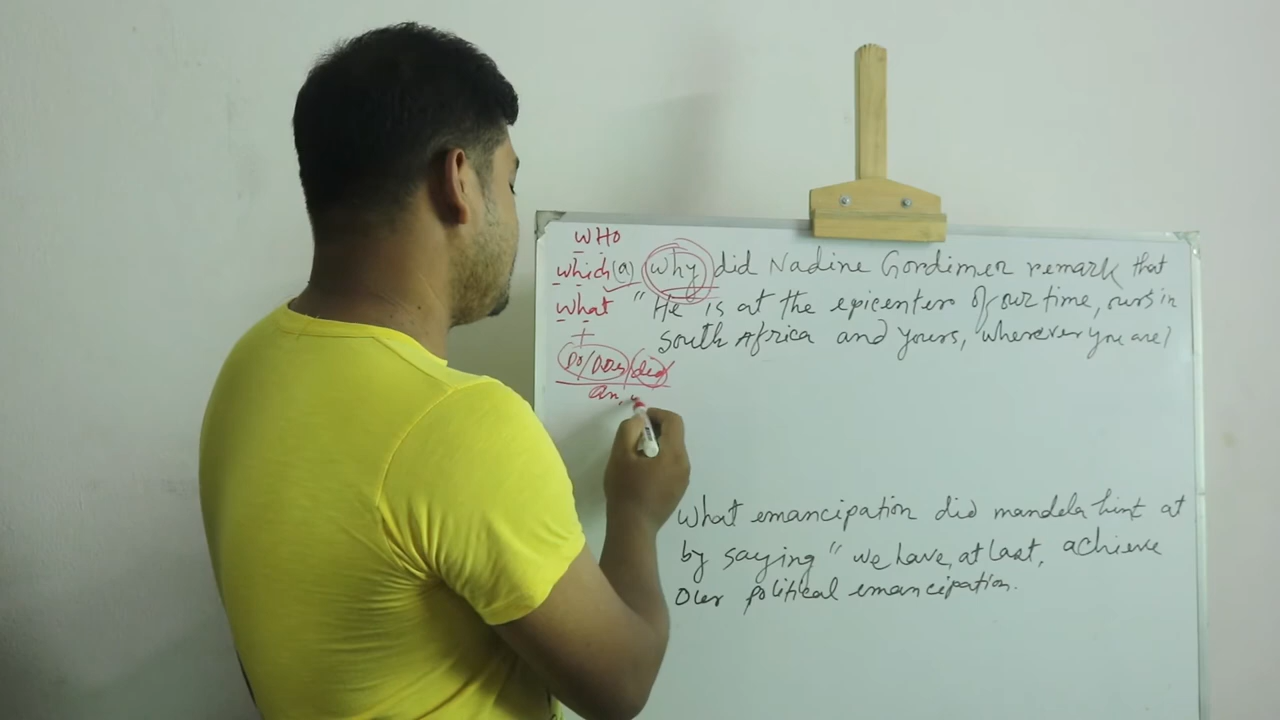 WHO
which (a) why did Nadine Gordimer remark that
what "He is at the epicenter of our time, ours in
+ South Africa and yours, wherever you are)
Do/Does/did
an,
What emancipation did mandela hint at
by saying "we have, at last, achieve
Our political emancipation.